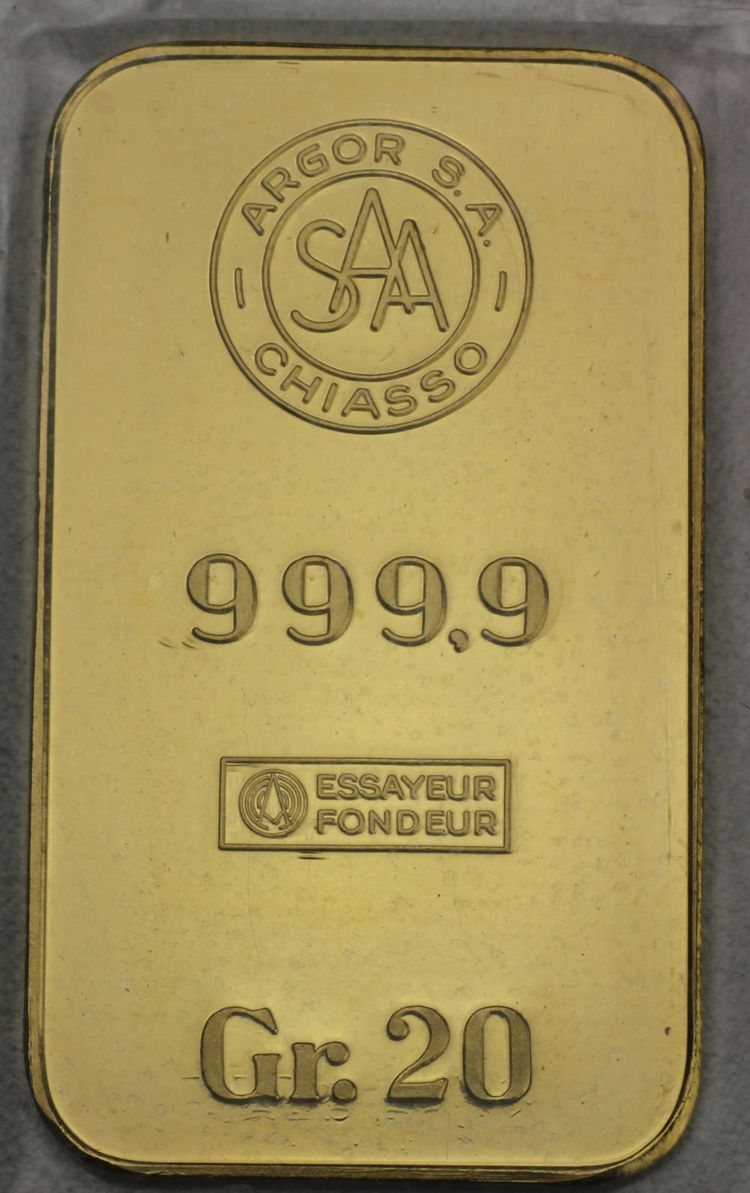 ARGOR S.A.
SAA
CHIASSO
999,9
ESSAYEUR
FONDEUR
Gr. 20